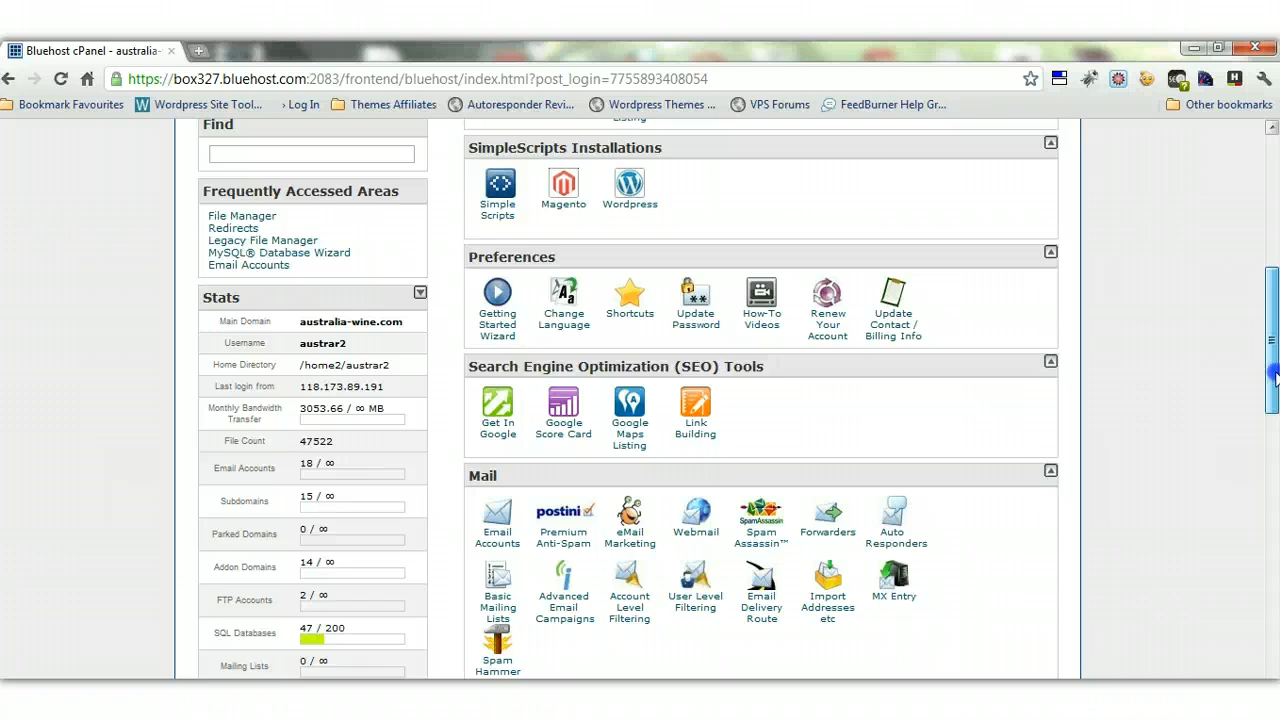 Bluehost cPanel - australia-
https://box327.bluehost.com:2083/frontend/bluehost/index.html?post_login=7755893408054
Bookmark Favourites
Wordpress Site Tool...
› Log In
Themes Affiliates
Autoresponder Revi...
Wordpress Themes ...
VPS Forums
FeedBurner Help Gr...
Other bookmarks
Find
Frequently Accessed Areas
File Manager
Redirects
Legacy File Manager
MySQL® Database Wizard
Email Accounts
Stats
Main Domain australia-wine.com
Username austrar2
Home Directory /home2/austrar2
Last login from 118.173.89.191
Monthly Bandwidth
Transfer
3053.66 / ∞ MB
File Count 47522
Email Accounts 18 / ∞
Subdomains 15 / ∞
Parked Domains 0 / ∞
Addon Domains 14 / ∞
FTP Accounts 2 / ∞
SQL Databases 47 / 200
Mailing Lists 0 / ∞
Listing
SimpleScripts Installations
Simple
Scripts
Magento
Wordpress
Preferences
Getting
Started
Wizard
Change
Language
Shortcuts
Update
Password
How-To
Videos
Renew
Your
Account
Update
Contact /
Billing Info
Search Engine Optimization (SEO) Tools
Get In
Google
Google
Score Card
Google
Maps
Listing
Link
Building
Mail
Email
Accounts
postini
Premium
Anti-Spam
eMail
Marketing
Webmail
SpamAssassin
Spam
Assassin™
Forwarders
Auto
Responders
Basic
Mailing
Lists
Advanced
Email
Campaigns
Account
Level
Filtering
User Level
Filtering
Email
Delivery
Route
Import
Addresses
etc
MX Entry
Spam
Hammer